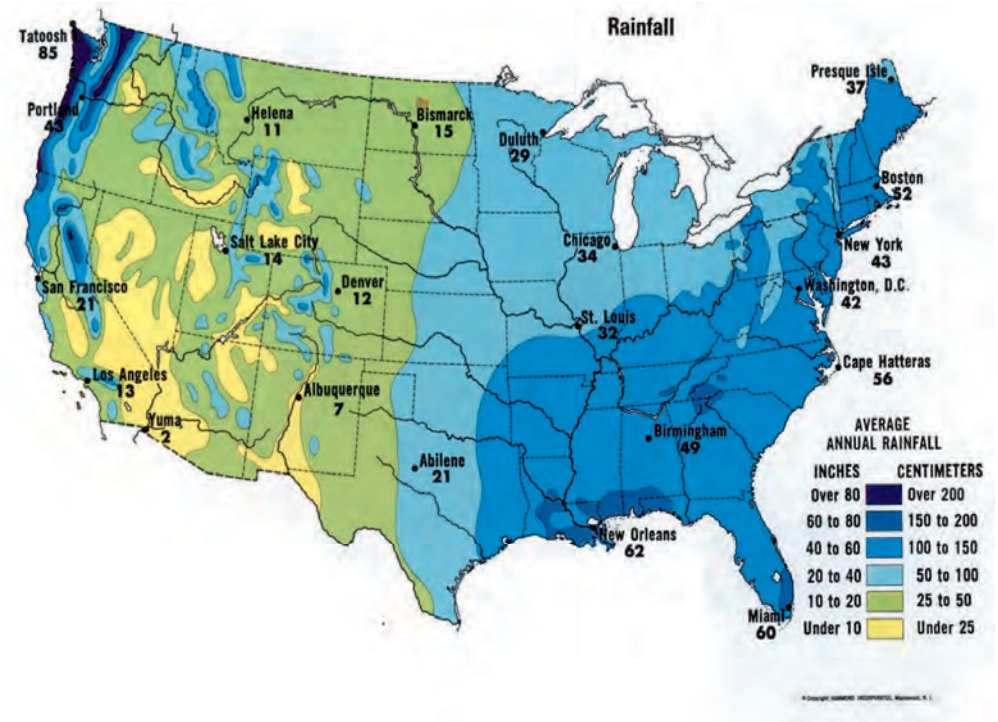 Rainfall
Tatoosh
85
Portland
43
Helena
11
Bismarck
15
Duluth
29
Presque Isle
37
Boston
52
New York
43
Chicago
34
Salt Lake City
14
Denver
12
San Francisco
21
Washington, D.C.
42
St. Louis
32
Cape Hatteras
56
Los Angeles
13
Albuquerque
7
Yuma
2
Birmingham
49
Abilene
21
New Orleans
62
Miami
60
AVERAGE
ANNUAL RAINFALL
INCHES CENTIMETERS
Over 80 Over 200
60 to 80 150 to 200
40 to 60 100 to 150
20 to 40 50 to 100
10 to 20 25 to 50
Under 10 Under 25
© Copyright HAMMOND INCORPORATED, Maplewood, N. J.